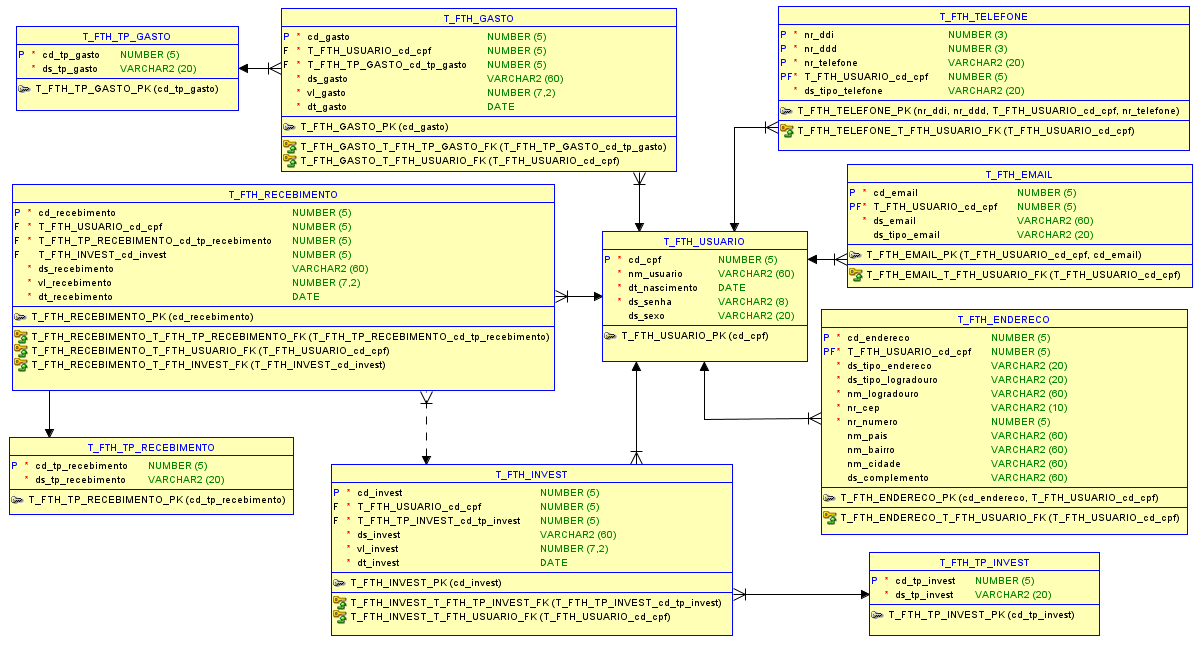 T_FTH_TP_GASTO
P * cd_tp_gasto NUMBER (5)
* ds_tp_gasto VARCHAR2 (20)
T_FTH_TP_GASTO_PK (cd_tp_gasto)
T_FTH_GASTO
P * cd_gasto NUMBER (5)
F * T_FTH_USUARIO_cd_cpf NUMBER (5)
F * T_FTH_TP_GASTO_cd_tp_gasto NUMBER (5)
* ds_gasto VARCHAR2 (60)
* vl_gasto NUMBER (7,2)
* dt_gasto DATE
T_FTH_GASTO_PK (cd_gasto)
T_FTH_GASTO_T_FTH_TP_GASTO_FK (T_FTH_TP_GASTO_cd_tp_gasto)
T_FTH_GASTO_T_FTH_USUARIO_FK (T_FTH_USUARIO_cd_cpf)
T_FTH_TELEFONE
P * nr_ddi NUMBER (3)
P * nr_ddd NUMBER (3)
P * nr_telefone VARCHAR2 (20)
PF* T_FTH_USUARIO_cd_cpf NUMBER (5)
* ds_tipo_telefone VARCHAR2 (20)
T_FTH_TELEFONE_PK (nr_ddi, nr_ddd, T_FTH_USUARIO_cd_cpf, nr_telefone)
T_FTH_TELEFONE_T_FTH_USUARIO_FK (T_FTH_USUARIO_cd_cpf)
T_FTH_EMAIL
P * cd_email NUMBER (5)
PF* T_FTH_USUARIO_cd_cpf NUMBER (5)
* ds_email VARCHAR2 (60)
ds_tipo_email VARCHAR2 (20)
T_FTH_EMAIL_PK (T_FTH_USUARIO_cd_cpf, cd_email)
T_FTH_EMAIL_T_FTH_USUARIO_FK (T_FTH_USUARIO_cd_cpf)
T_FTH_RECEBIMENTO
P * cd_recebimento NUMBER (5)
F * T_FTH_USUARIO_cd_cpf NUMBER (5)
F * T_FTH_TP_RECEBIMENTO_cd_tp_recebimento NUMBER (5)
F T_FTH_INVEST_cd_invest NUMBER (5)
* ds_recebimento VARCHAR2 (60)
* vl_recebimento NUMBER (7,2)
* dt_recebimento DATE
T_FTH_RECEBIMENTO_PK (cd_recebimento)
T_FTH_RECEBIMENTO_T_FTH_TP_RECEBIMENTO_FK (T_FTH_TP_RECEBIMENTO_cd_tp_recebimento)
T_FTH_RECEBIMENTO_T_FTH_USUARIO_FK (T_FTH_USUARIO_cd_cpf)
T_FTH_RECEBIMENTO_T_FTH_INVEST_FK (T_FTH_INVEST_cd_invest)
T_FTH_USUARIO
P * cd_cpf NUMBER (5)
* nm_usuario VARCHAR2 (60)
* dt_nascimento DATE
* ds_senha VARCHAR2 (8)
ds_sexo VARCHAR2 (20)
T_FTH_USUARIO_PK (cd_cpf)
T_FTH_ENDERECO
P * cd_endereco NUMBER (5)
PF* T_FTH_USUARIO_cd_cpf NUMBER (5)
* ds_tipo_endereco VARCHAR2 (20)
* ds_tipo_logradouro VARCHAR2 (20)
* nm_logradouro VARCHAR2 (60)
* nr_cep VARCHAR2 (10)
* nr_numero NUMBER (5)
nm_pais VARCHAR2 (60)
nm_bairro VARCHAR2 (60)
nm_cidade VARCHAR2 (60)
ds_complemento VARCHAR2 (60)
T_FTH_ENDERECO_PK (cd_endereco, T_FTH_USUARIO_cd_cpf)
T_FTH_ENDERECO_T_FTH_USUARIO_FK (T_FTH_USUARIO_cd_cpf)
T_FTH_TP_RECEBIMENTO
P * cd_tp_recebimento NUMBER (5)
* ds_tp_recebimento VARCHAR2 (20)
T_FTH_TP_RECEBIMENTO_PK (cd_tp_recebimento)
T_FTH_INVEST
P * cd_invest NUMBER (5)
F * T_FTH_USUARIO_cd_cpf NUMBER (5)
F * T_FTH_TP_INVEST_cd_tp_invest NUMBER (5)
* ds_invest VARCHAR2 (60)
* vl_invest NUMBER (7,2)
* dt_invest DATE
T_FTH_INVEST_PK (cd_invest)
T_FTH_INVEST_T_FTH_TP_INVEST_FK (T_FTH_TP_INVEST_cd_tp_invest)
T_FTH_INVEST_T_FTH_USUARIO_FK (T_FTH_USUARIO_cd_cpf)
T_FTH_TP_INVEST
P * cd_tp_invest NUMBER (5)
* ds_tp_invest VARCHAR2 (20)
T_FTH_TP_INVEST_PK (cd_tp_invest)